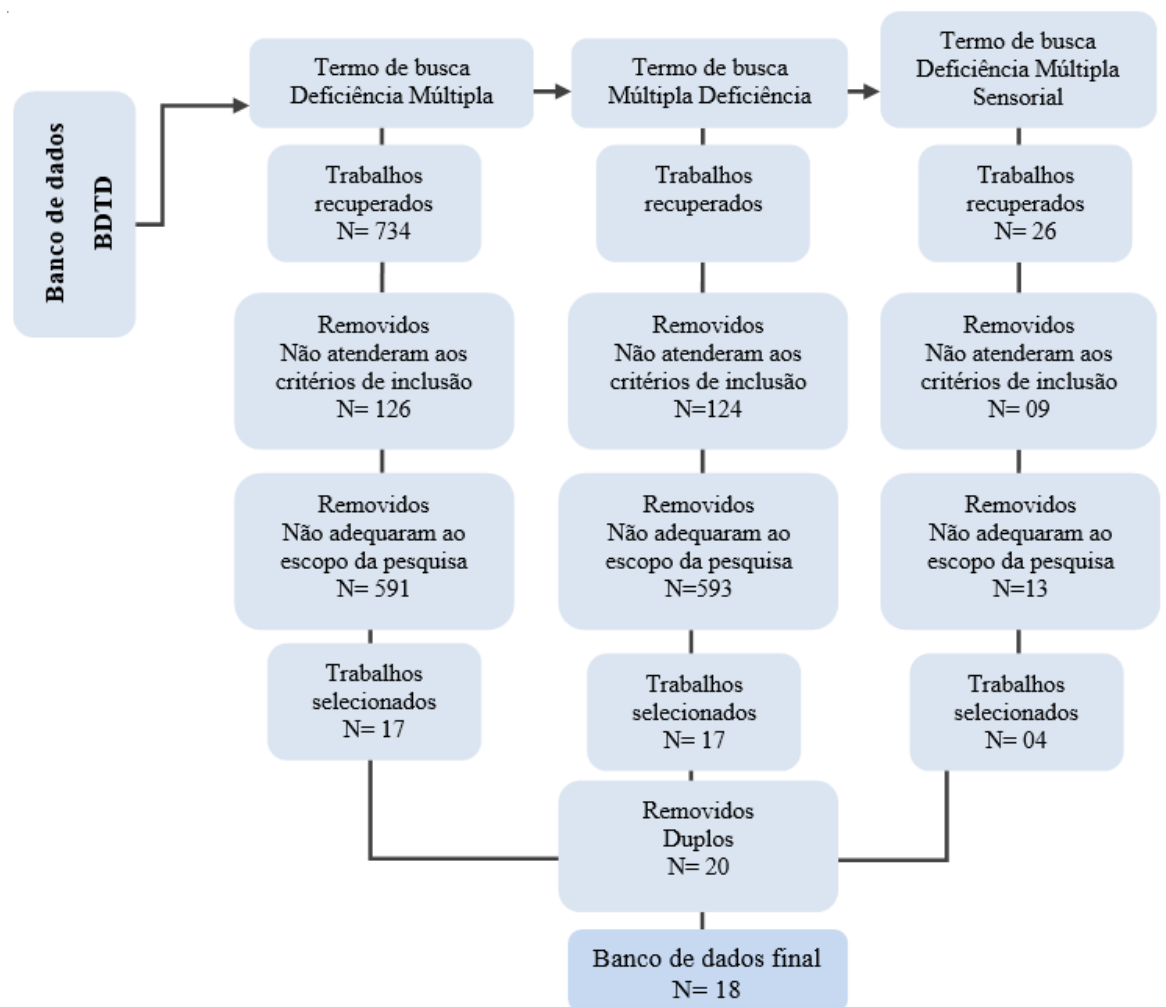 Banco de dados
BDTD
Termo de busca
Deficiência Múltipla
Termo de busca
Múltipla Deficiência
Termo de busca
Deficiência Múltipla
Sensorial
Trabalhos
recuperados
N= 734
Trabalhos
recuperados
Trabalhos
recuperados
N= 26
Removidos
Não atenderam aos
critérios de inclusão
N= 126
Removidos
Não atenderam aos
critérios de inclusão
N=124
Removidos
Não atenderam aos
critérios de inclusão
N= 09
Removidos
Não adequaram ao
escopo da pesquisa
N= 591
Removidos
Não adequaram ao
escopo da pesquisa
N=593
Removidos
Não adequaram ao
escopo da pesquisa
N=13
Trabalhos
selecionados
N= 17
Trabalhos
selecionados
N= 17
Trabalhos
selecionados
N= 04
Removidos
Duplos
N= 20
Banco de dados final
N= 18